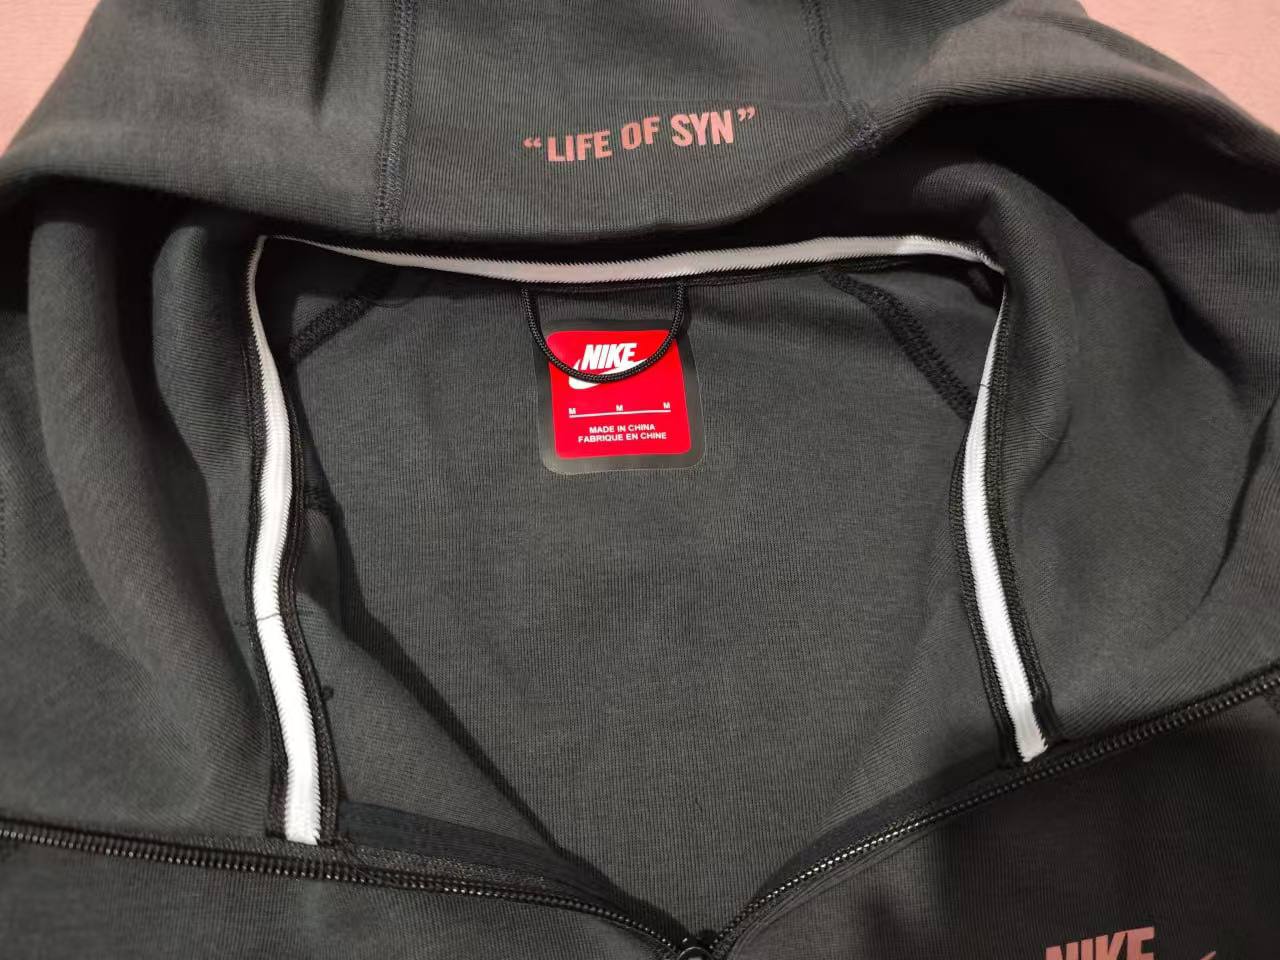 “LIFE OF SYN”
NIKE
M M M
MADE IN CHINA
FABRIQUE EN CHINE
NIKE